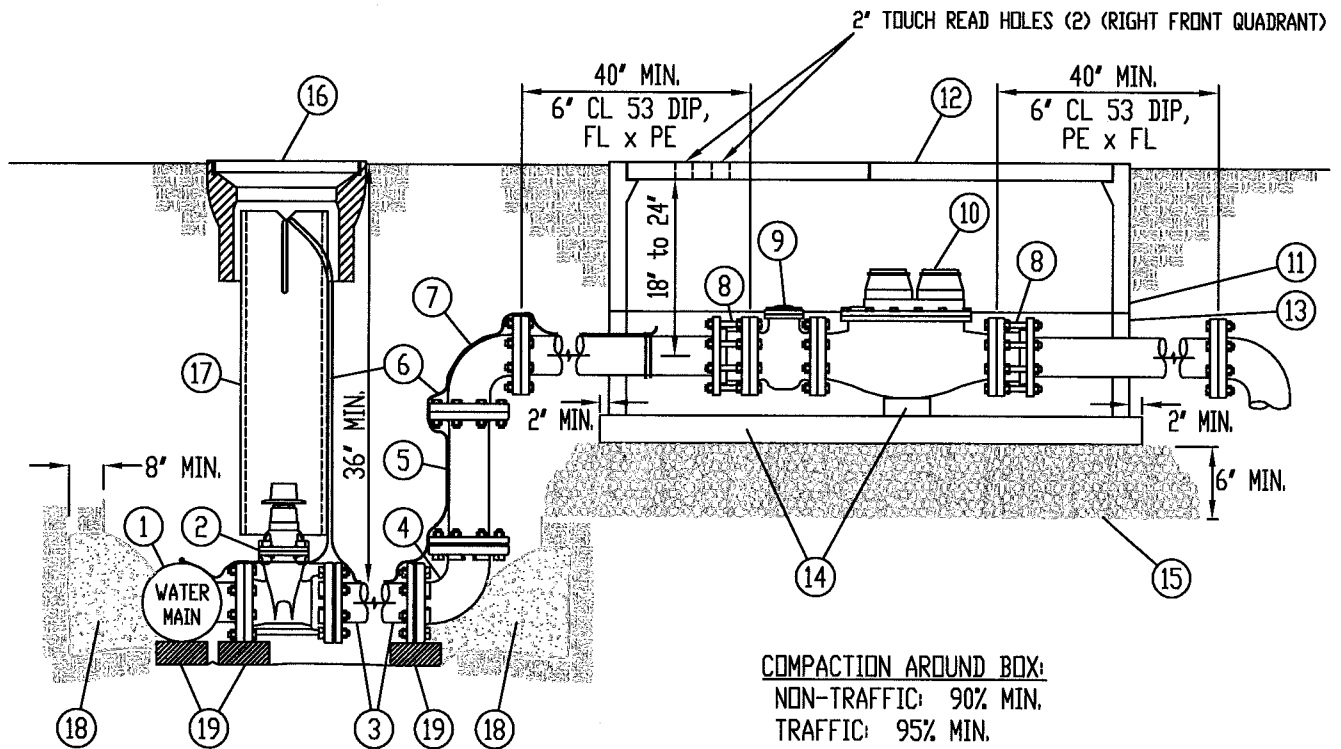 2" TOUCH READ HOLES (2) (RIGHT FRONT QUADRANT)
40" MIN.
6" CL 53 DIP,
FL x PE
40" MIN.
6" CL 53 DIP,
PE x FL
16
12
10
9
18" to 24"
8
8
11
13
7
17
6
36" MIN.
2" MIN.
2" MIN.
5
8" MIN.
6" MIN.
1
2
4
WATER
MAIN
14
15
18
19
3
19
18
COMPACTION AROUND BOX:
NON-TRAFFIC: 90% MIN.
TRAFFIC: 95% MIN.